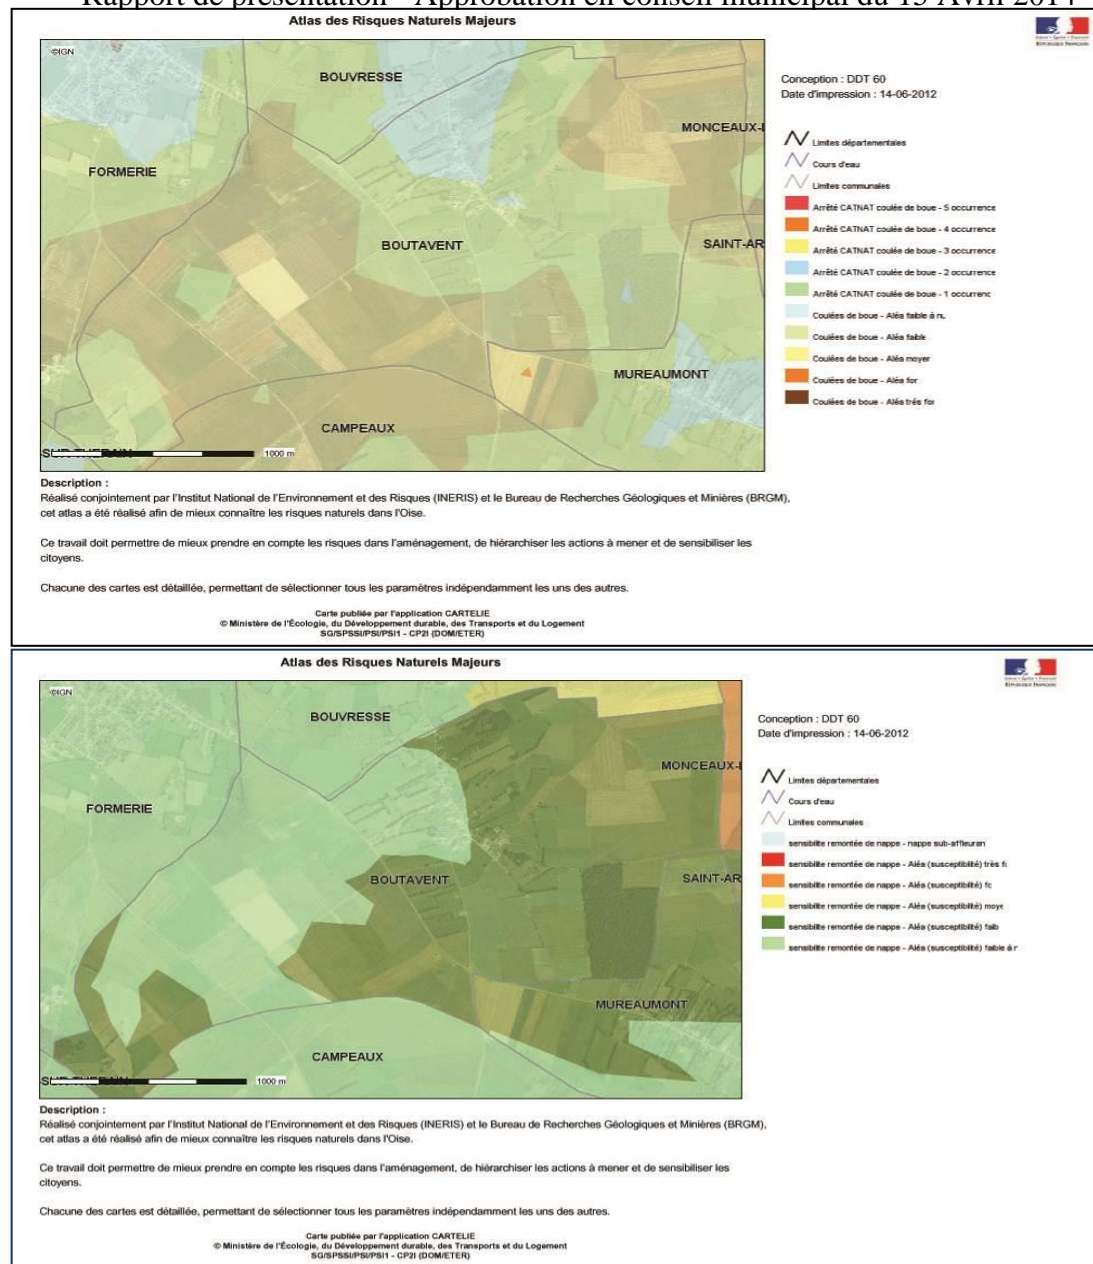 Rapport de présentation - Approbation en conseil municipal du 15 Avril 2014
Atlas des Risques Naturels Majeurs
©IGN
BOUVRESSE
MONCEAUX-
FORMERIE
BOUTAVENT
SAINT-AR
MUREAUMONT
CAMPEAUX
1000 m
RÉPUBLIQUE FRANÇAISE
Conception : DDT 60
Date d'impression : 14-06-2012
Limites départementales
Cours d'eau
Limites communales
Arrêté CATNAT coulée de boue - 5 occurrence
Arrêté CATNAT coulée de boue - 4 occurrence
Arrêté CATNAT coulée de boue - 3 occurrence
Arrêté CATNAT coulée de boue - 2 occurrence
Arrêté CATNAT coulée de boue - 1 occurrenc
Coulées de boue - Aléa faible à nu
Coulées de boue - Aléa faible
Coulées de boue - Aléa moyer
Coulées de boue - Aléa for
Coulées de boue - Aléa trés for
Description :
Réalisé conjointement par l'Institut National de l'Environnement et des Risques (INERIS) et le Bureau de Recherches Géologiques et Minières (BRGM),
cet atlas a été réalisé afin de mieux connaître les risques naturels dans l'Oise.
Ce travail doit permettre de mieux prendre en compte les risques dans l'aménagement, de hiérarchiser les actions à mener et de sensibiliser les
citoyens.
Chacune des cartes est détaillée, permettant de sélectionner tous les paramètres indépendamment les uns des autres.
Carte publiée par l'application CARTELIE
© Ministère de l'Écologie, du Développement durable, des Transports et du Logement
SG/SPSSI/PSI/PSI1 - CP2I (DOM/ETER)
Atlas des Risques Naturels Majeurs
©IGN
BOUVRESSE
MONCEAUX-
FORMERIE
BOUTAVENT
SAINT-AR
MUREAUMONT
CAMPEAUX
1000 m
RÉPUBLIQUE FRANÇAISE
Conception : DDT 60
Date d'impression : 14-06-2012
Limites départementales
Cours d'eau
Limites communales
sensibilite remontée de nappe - nappe sub-affleuran
sensibilite remontée de nappe - Aléa (susceptibilité) très fo
sensibilite remontée de nappe - Aléa (susceptibilité) fo
sensibilite remontée de nappe - Aléa (susceptibilité) moye
sensibilite remontée de nappe - Aléa (susceptibilité) faib
sensibilite remontée de nappe - Aléa (susceptibilité) faible à n
Description :
Réalisé conjointement par l'Institut National de l'Environnement et des Risques (INERIS) et le Bureau de Recherches Géologiques et Minières (BRGM),
cet atlas a été réalisé afin de mieux connaître les risques naturels dans l'Oise.
Ce travail doit permettre de mieux prendre en compte les risques dans l'aménagement, de hiérarchiser les actions à mener et de sensibiliser les
citoyens.
Chacune des cartes est détaillée, permettant de sélectionner tous les paramètres indépendamment les uns des autres.
Carte publiée par l'application CARTELIE
© Ministère de l'Écologie, du Développement durable, des Transports et du Logement
SG/SPSSI/PSI/PSI1 - CP2I (DOM/ETER)